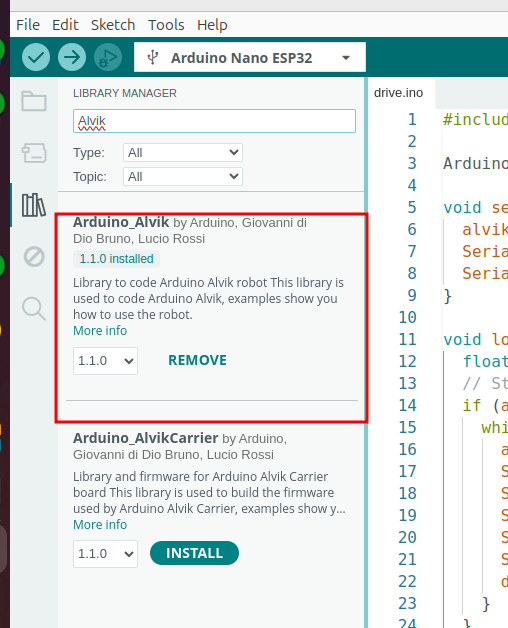 File Edit Sketch Tools Help
Arduino Nano ESP32
LIBRARY MANAGER
Alvik
Type: All
Topic: All
Arduino_Alvik by Arduino, Giovanni di
Dio Bruno, Lucio Rossi
1.1.0 installed
Library to code Arduino Alvik robot This library is
used to code Arduino Alvik, examples show you
how to use the robot.
More info
1.1.0 REMOVE
Arduino_AlvikCarrier by Arduino,
Giovanni di Dio Bruno, Lucio Rossi
Library and firmware for Arduino Alvik Carrier
board This library is used to build the firmware
used by Arduino Alvik Carrier, examples show y...
More info
1.1.0 INSTALL
drive.ino
1 #includ
2
3 Arduino
4
5 void se
6 alvik
7 Seria
8 Seria
9 }
10
11 void lo
12 float
13 // St
14 if (a
15 whi
16 a
17 S
18 S
19 S
20 S
21 S
22 d
23 }
24 }